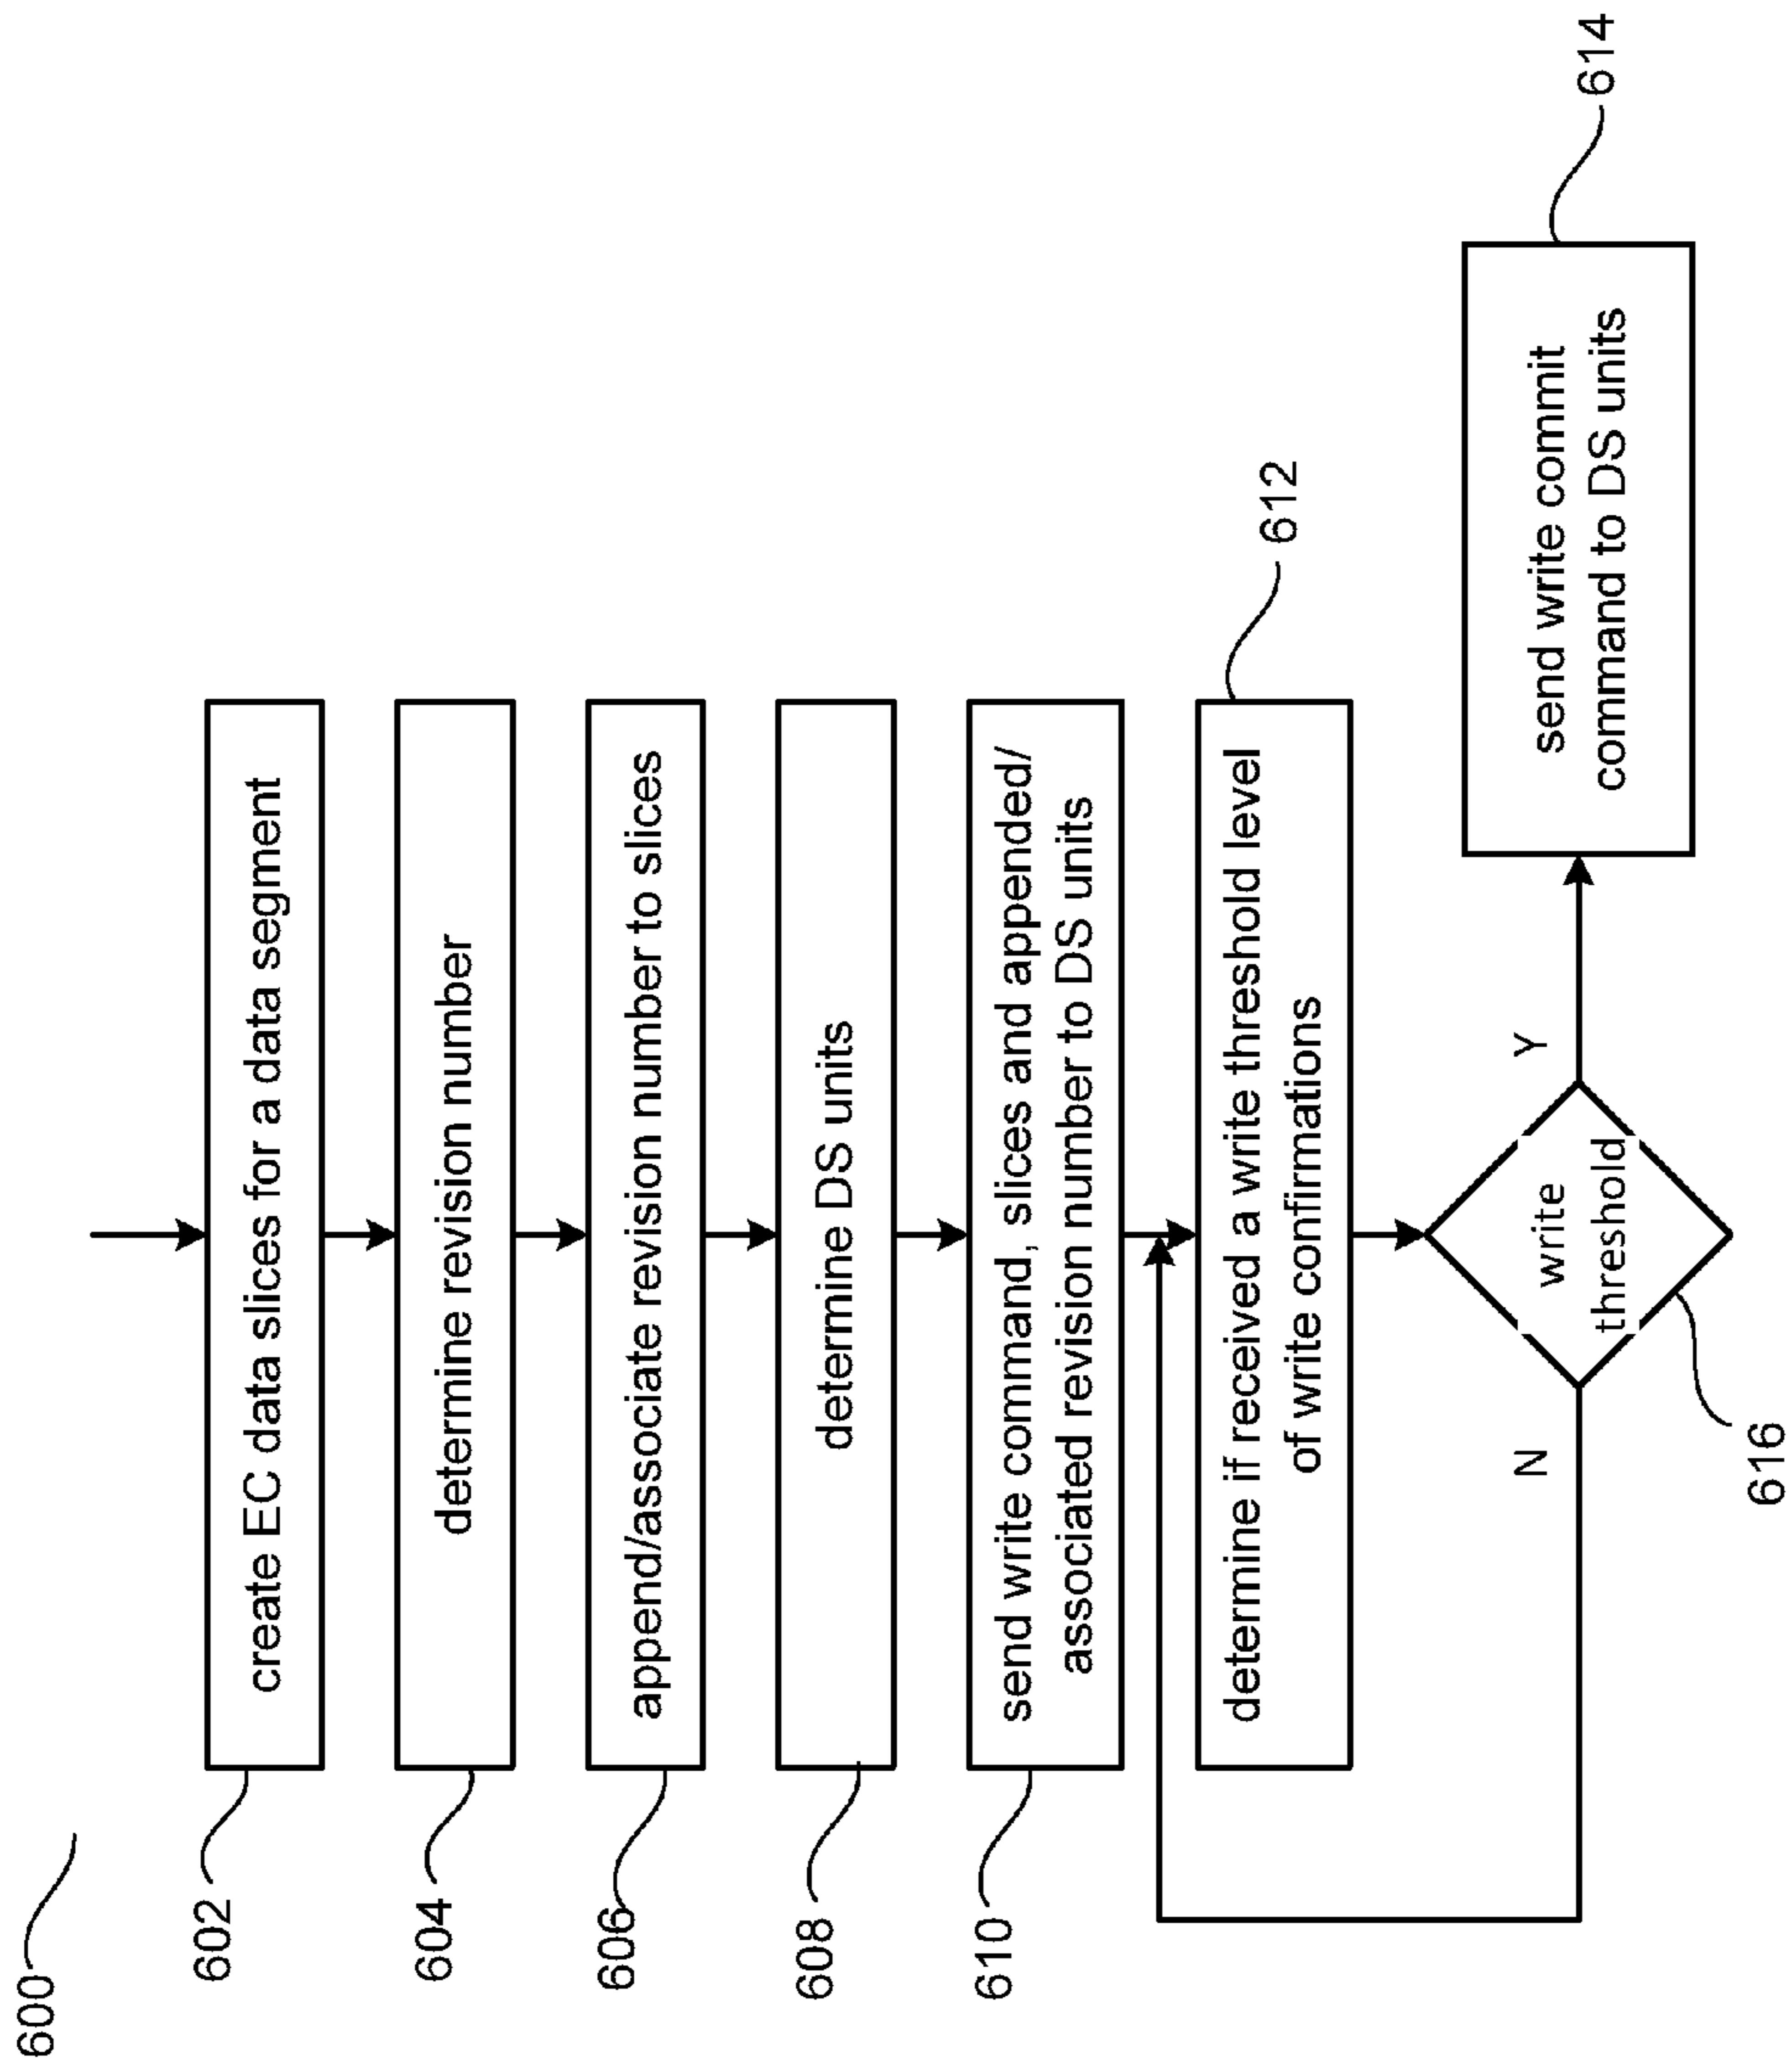 600
602
create EC data slices for a data segment
604
determine revision number
606
append/associate revision number to slices
608
determine DS units
610
send write command, slices and appended/
associated revision number to DS units
612
determine if received a write threshold level
of write confirmations
N
write
threshold
Y
616
send write commit
command to DS units
614